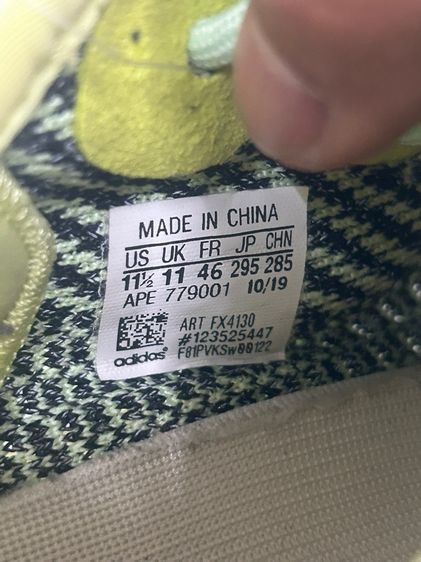 MADE IN CHINA
US UK FR JP CHN
11½ 11 46 295 285
APE 779001 10/19
ART FX4130
#123525447
adidas F81PVKSw00122